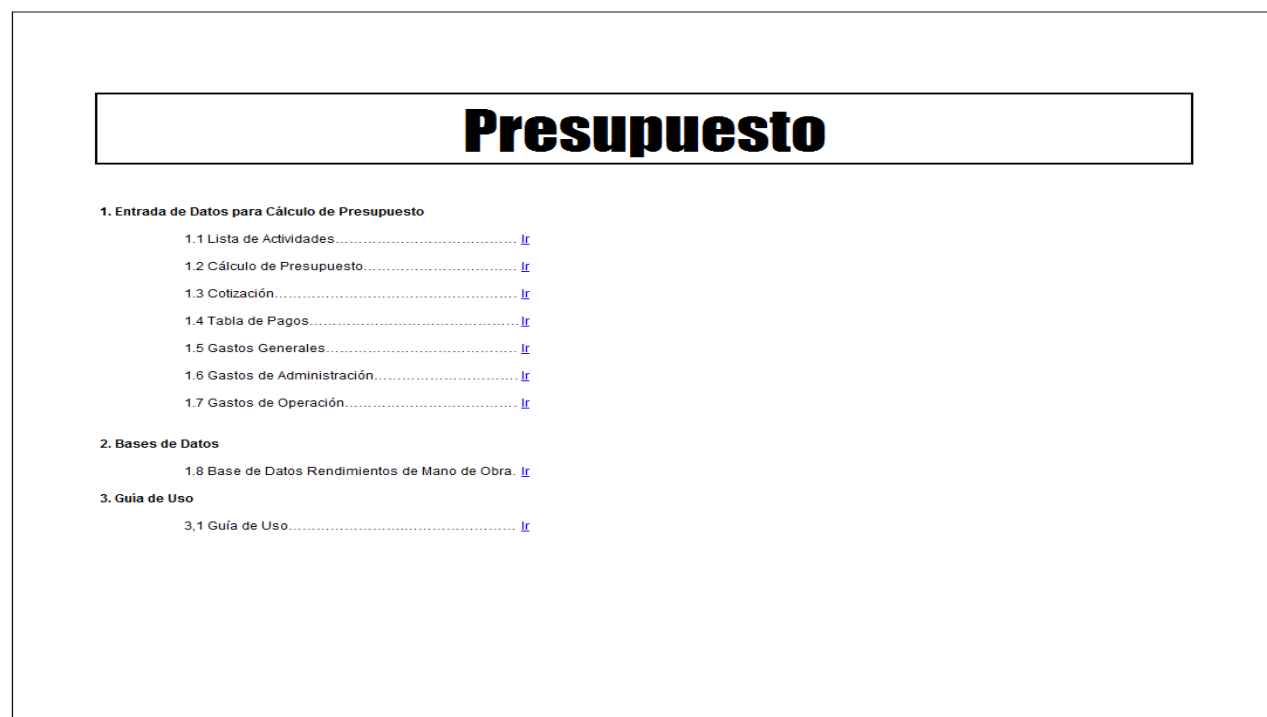 Presupuesto
1. Entrada de Datos para Cálculo de Presupuesto
1.1 Lista de Actividades………………………………… Ir
1.2 Cálculo de Presupuesto…………………………… Ir
1.3 Cotización…………………………………………… Ir
1.4 Tabla de Pagos……………………………………… Ir
1.5 Gastos Generales…………………………………… Ir
1.6 Gastos de Administración………………………… Ir
1.7 Gastos de Operación……………………………… Ir
2. Bases de Datos
1.8 Base de Datos Rendimientos de Mano de Obra. Ir
3. Guía de Uso
3,1 Guía de Uso………………………………………… Ir